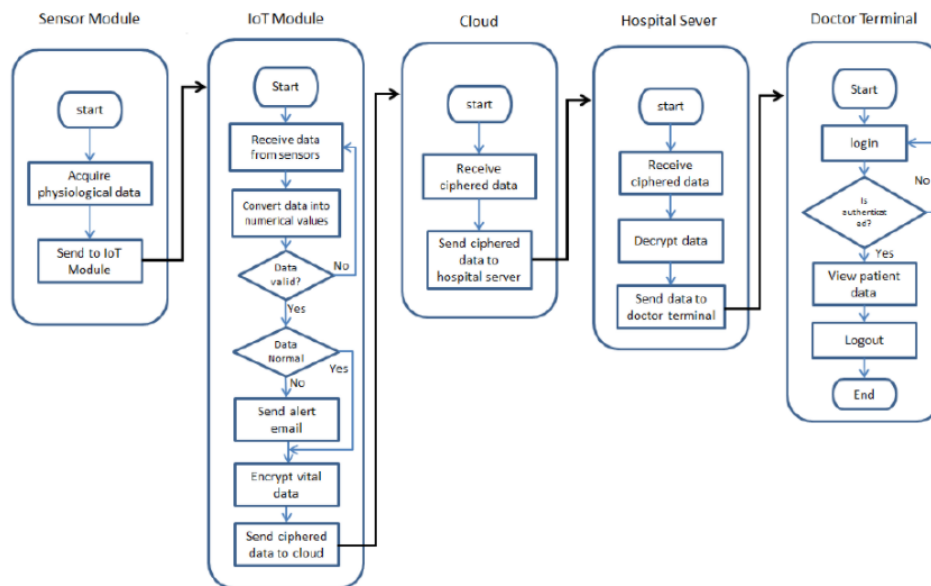 Sensor Module
IoT Module
Cloud
Hospital Sever
Doctor Terminal
start
Acquire
physiological data
Send to IoT
Module
Start
Receive data
from sensors
Convert data into
numerical values
Data
valid?
No
Yes
Data
Normal
Yes
No
Send alert
email
Encrypt vital
data
Send ciphered
data to cloud
start
Receive
ciphered data
Send ciphered
data to
hospital server
start
Receive
ciphered data
Decrypt data
Send data to
doctor terminal
Start
login
No
Is
authenticat
ed?
Yes
View patient
data
Logout
End